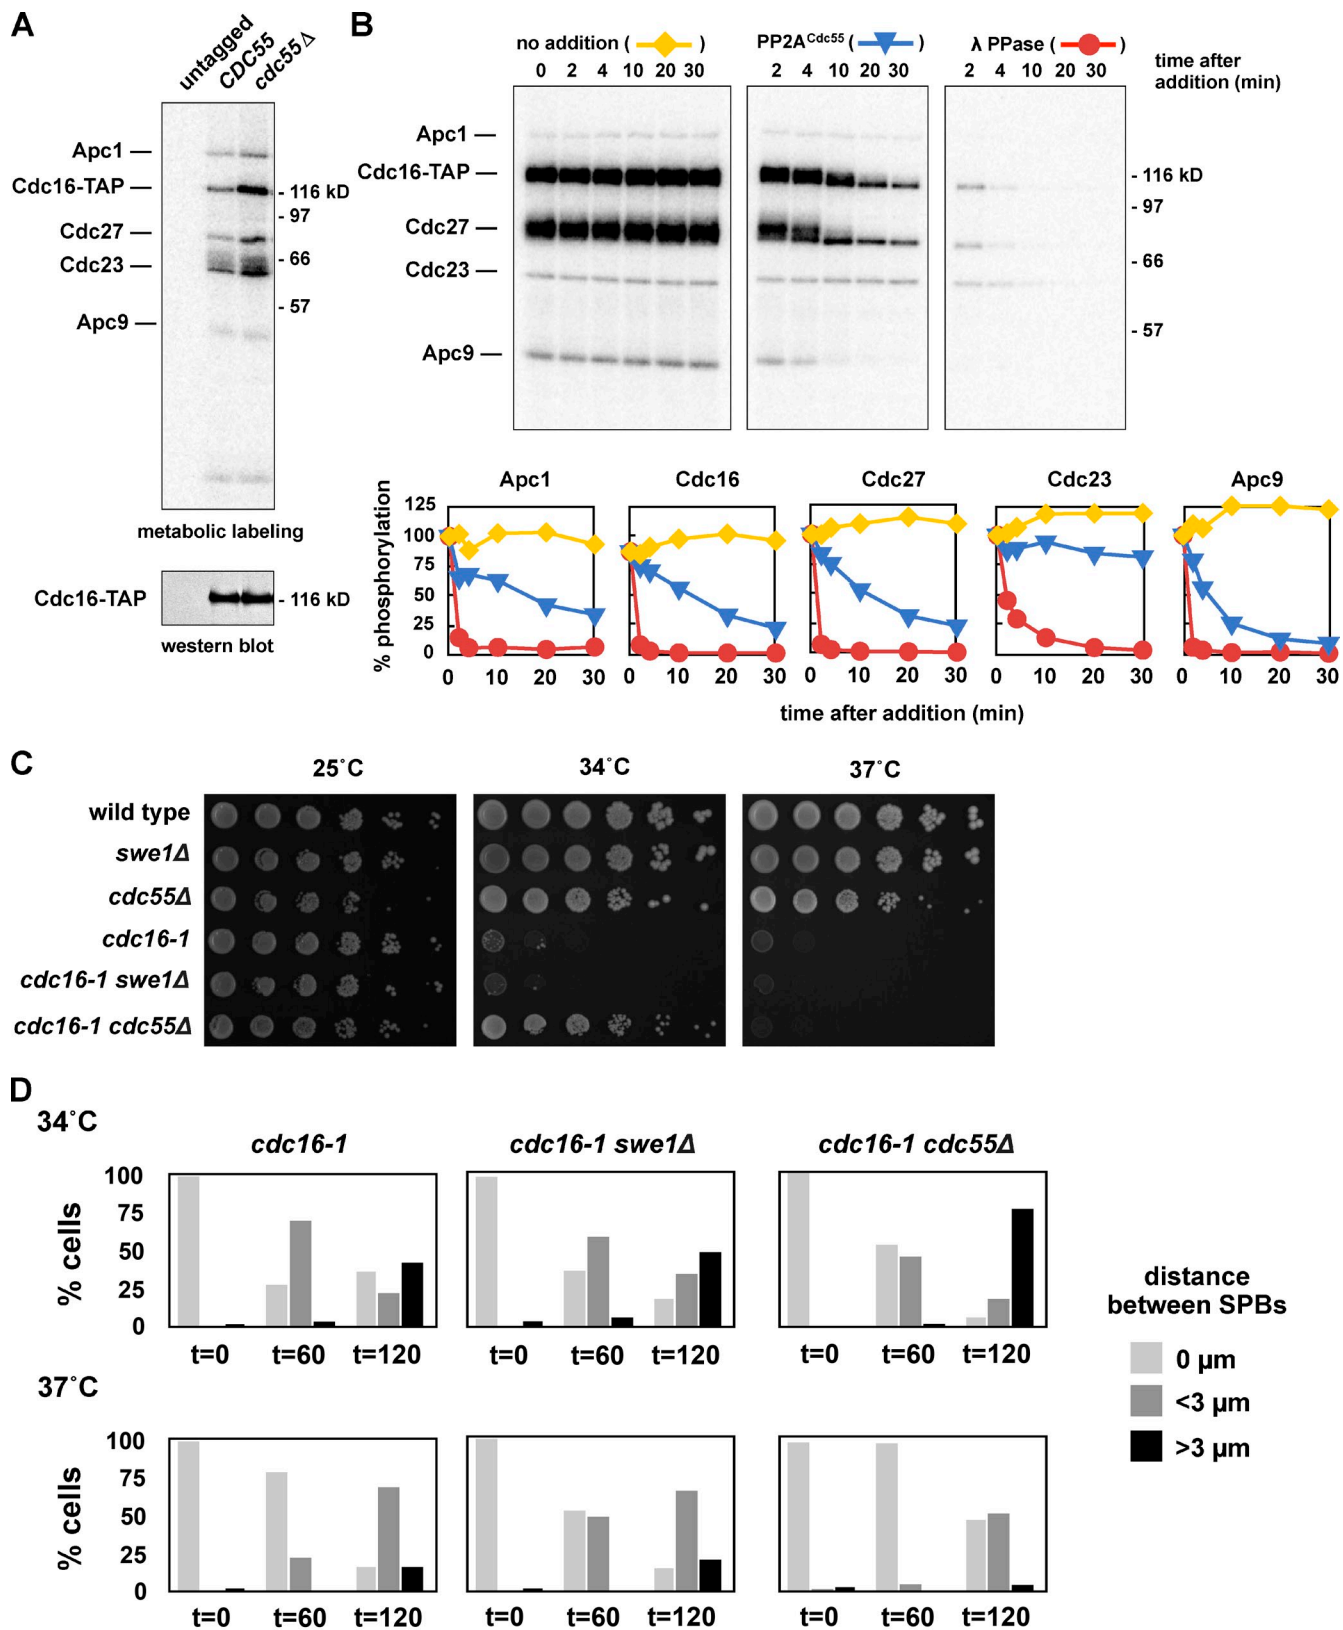 A
untagged
CDC55
cdc55Δ
Apc1
Cdc16-TAP
Cdc27
Cdc23
Apc9
- 116 kD
- 97
- 66
- 57
metabolic labeling
Cdc16-TAP
- 116 kD
western blot
B
no addition ( )
PP2ACdc55 ( )
λ PPase ( )
0 2 4 10 20 30
2 4 10 20 30
2 4 10 20 30
time after
addition (min)
Apc1
Cdc16-TAP
Cdc27
Cdc23
Apc9
- 116 kD
- 97
- 66
- 57
Apc1 Cdc16 Cdc27 Cdc23 Apc9
% phosphorylation
125
100
75
50
25
0
0 10 20 30 0 10 20 30 0 10 20 30 0 10 20 30 0 10 20 30
time after addition (min)
C
25˚C 34˚C 37˚C
wild type
swe1Δ
cdc55Δ
cdc16-1
cdc16-1 swe1Δ
cdc16-1 cdc55Δ
D
34˚C
cdc16-1 cdc16-1 swe1Δ cdc16-1 cdc55Δ
% cells
100
75
50
25
0
t=0 t=60 t=120 t=0 t=60 t=120 t=0 t=60 t=120
37˚C
% cells
100
75
50
25
0
t=0 t=60 t=120 t=0 t=60 t=120 t=0 t=60 t=120
distance
between SPBs
0 µm
<3 µm
>3 µm